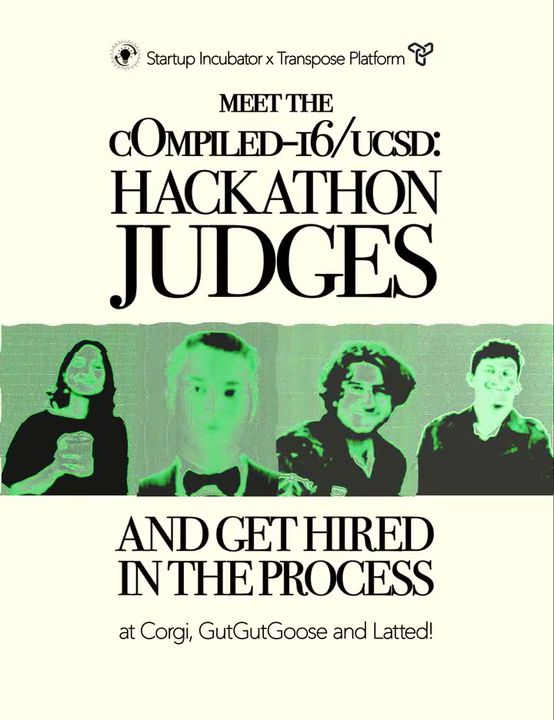 Startup Incubator x Transpose Platform
MEET THE
cOMPILED-16/UCSD:
HACKATHON
JUDGES
AND GET HIRED
IN THE PROCESS
at Corgi, GutGutGoose and Latted!